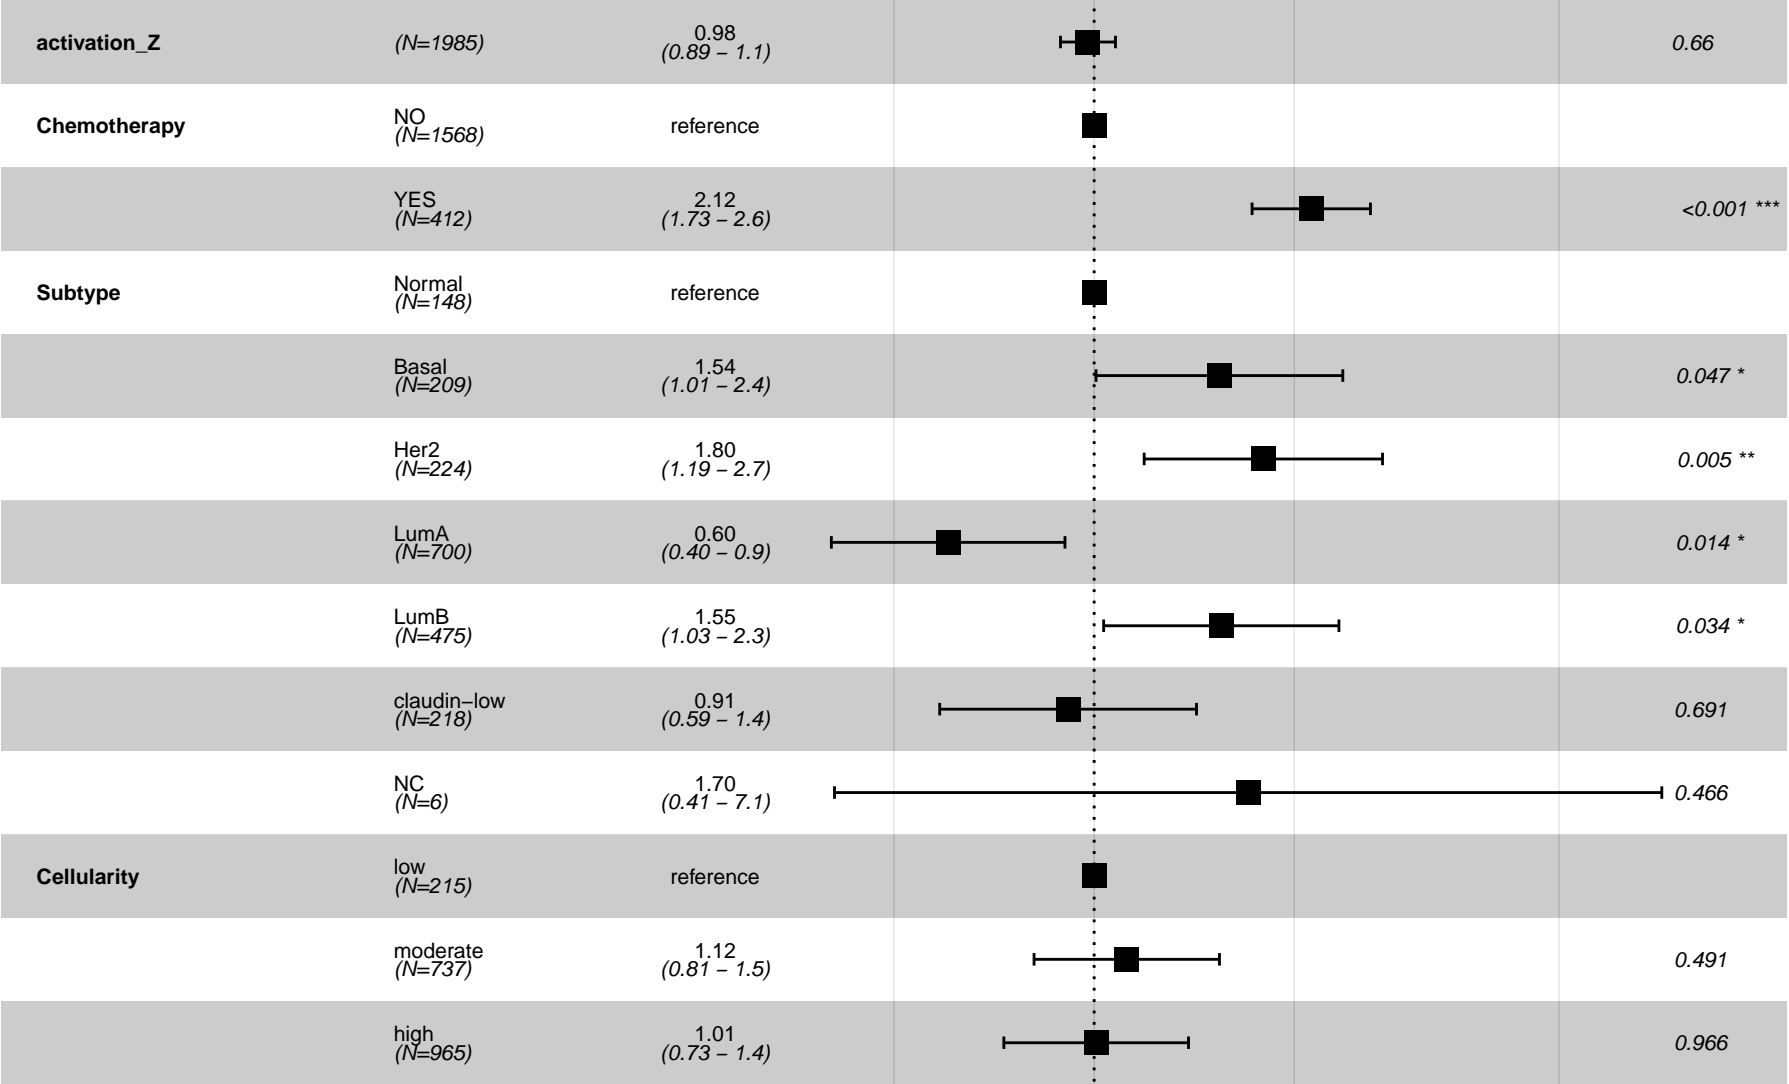 activation_Z (N=1985) 0.98 0.66
(0.89 – 1.1)
Chemotherapy NO reference
(N=1568)
YES 2.12 <0.001 ***
(N=412) (1.73 – 2.6)
Subtype Normal reference
(N=148)
Basal 1.54 0.047 *
(N=209) (1.01 – 2.4)
Her2 1.80 0.005 **
(N=224) (1.19 – 2.7)
LumA 0.60 0.014 *
(N=700) (0.40 – 0.9)
LumB 1.55 0.034 *
(N=475) (1.03 – 2.3)
claudin–low 0.91 0.691
(N=218) (0.59 – 1.4)
NC 1.70 0.466
(N=6) (0.41 – 7.1)
Cellularity low reference
(N=215)
moderate 1.12 0.491
(N=737) (0.81 – 1.5)
high 1.01 0.966
(N=965) (0.73 – 1.4)